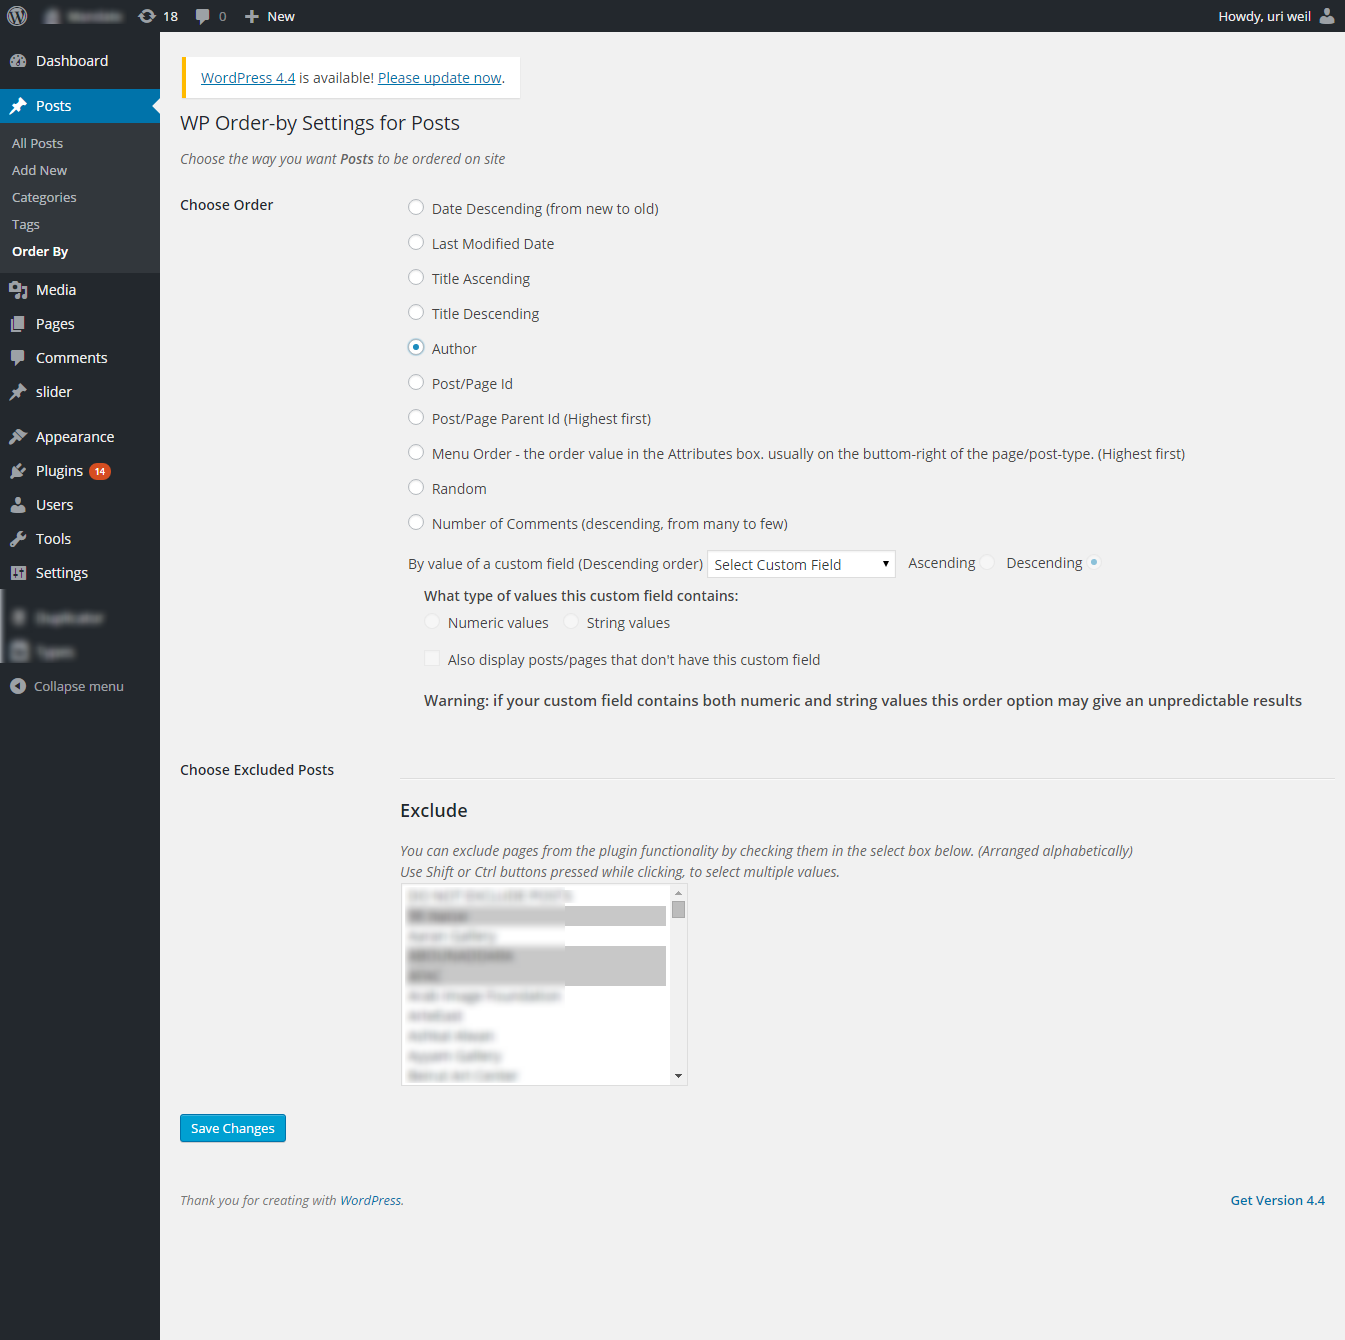 18
0
New
Howdy, uri weil
Dashboard
Posts
All Posts
Add New
Categories
Tags
Order By
Media
Pages
Comments
slider
Appearance
Plugins 14
Users
Tools
Settings
Collapse menu
WordPress 4.4 is available! Please update now.
WP Order-by Settings for Posts
Choose the way you want Posts to be ordered on site
Choose Order
Date Descending (from new to old)
Last Modified Date
Title Ascending
Title Descending
Author
Post/Page Id
Post/Page Parent Id (Highest first)
Menu Order - the order value in the Attributes box. usually on the buttom-right of the page/post-type. (Highest first)
Random
Number of Comments (descending, from many to few)
By value of a custom field (Descending order) Select Custom Field Ascending Descending
What type of values this custom field contains:
Numeric values String values
Also display posts/pages that don't have this custom field
Warning: if your custom field contains both numeric and string values this order option may give an unpredictable results
Choose Excluded Posts
Exclude
You can exclude pages from the plugin functionality by checking them in the select box below. (Arranged alphabetically)
Use Shift or Ctrl buttons pressed while clicking, to select multiple values.
Save Changes
Thank you for creating with WordPress.
Get Version 4.4